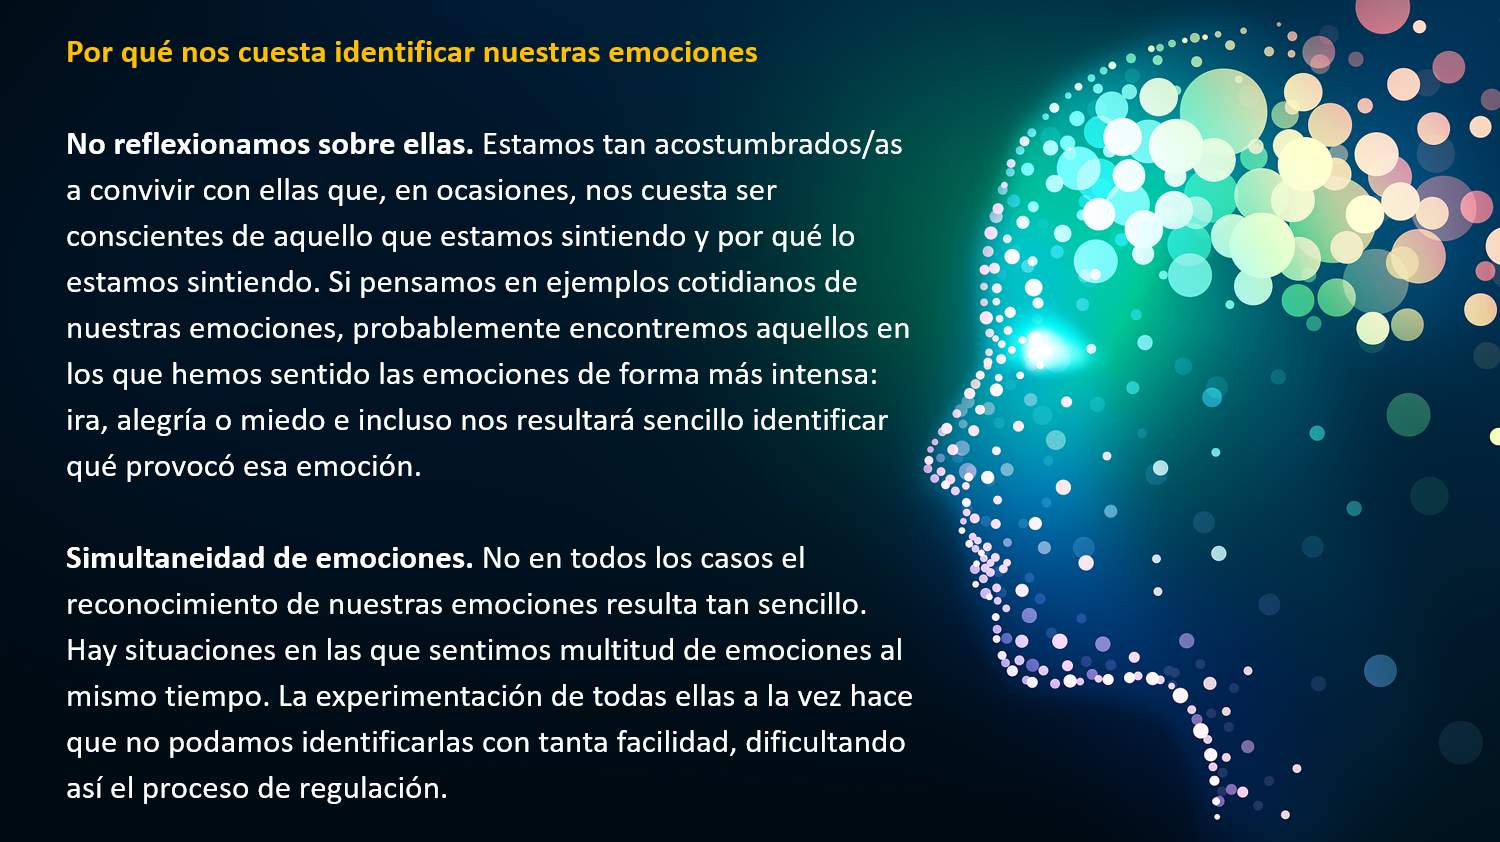 Por qué nos cuesta identificar nuestras emociones
No reflexionamos sobre ellas. Estamos tan acostumbrados/as
a convivir con ellas que, en ocasiones, nos cuesta ser
conscientes de aquello que estamos sintiendo y por qué lo
estamos sintiendo. Si pensamos en ejemplos cotidianos de
nuestras emociones, probablemente encontremos aquellos en
los que hemos sentido las emociones de forma más intensa:
ira, alegría o miedo e incluso nos resultará sencillo identificar
qué provocó esa emoción.
Simultaneidad de emociones. No en todos los casos el
reconocimiento de nuestras emociones resulta tan sencillo.
Hay situaciones en las que sentimos multitud de emociones al
mismo tiempo. La experimentación de todas ellas a la vez hace
que no podamos identificarlas con tanta facilidad, dificultando
así el proceso de regulación.